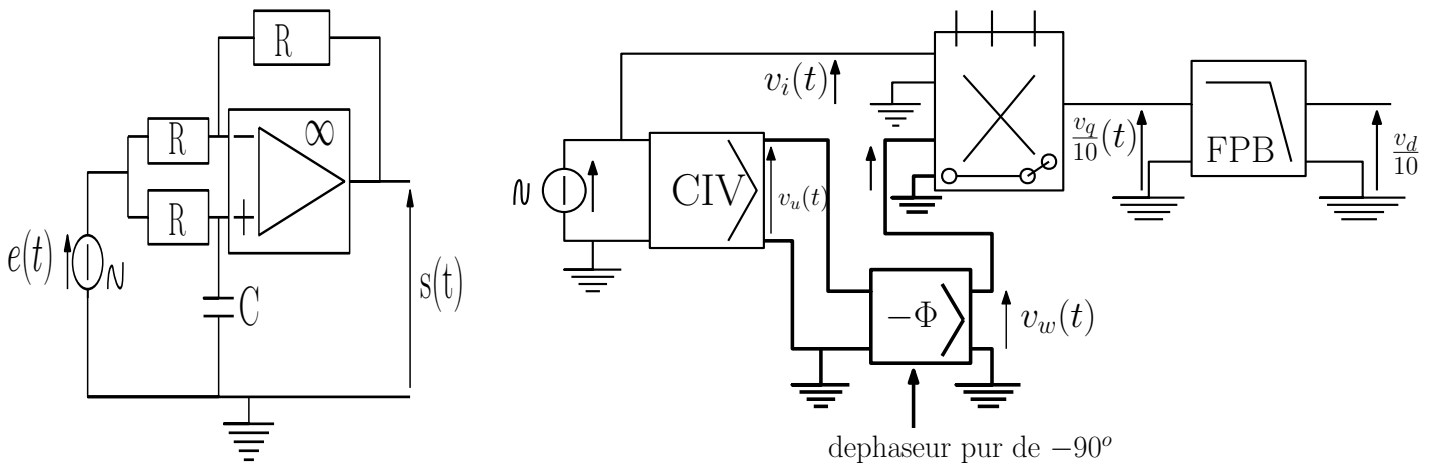 R
R
∞
−
R
+
e(t)
C
s(t)
v_i(t)
CIV
v_u(t)
v_q/10 (t)
FPB
v_d/10
−Φ
v_w(t)
dephaseur pur de −90°